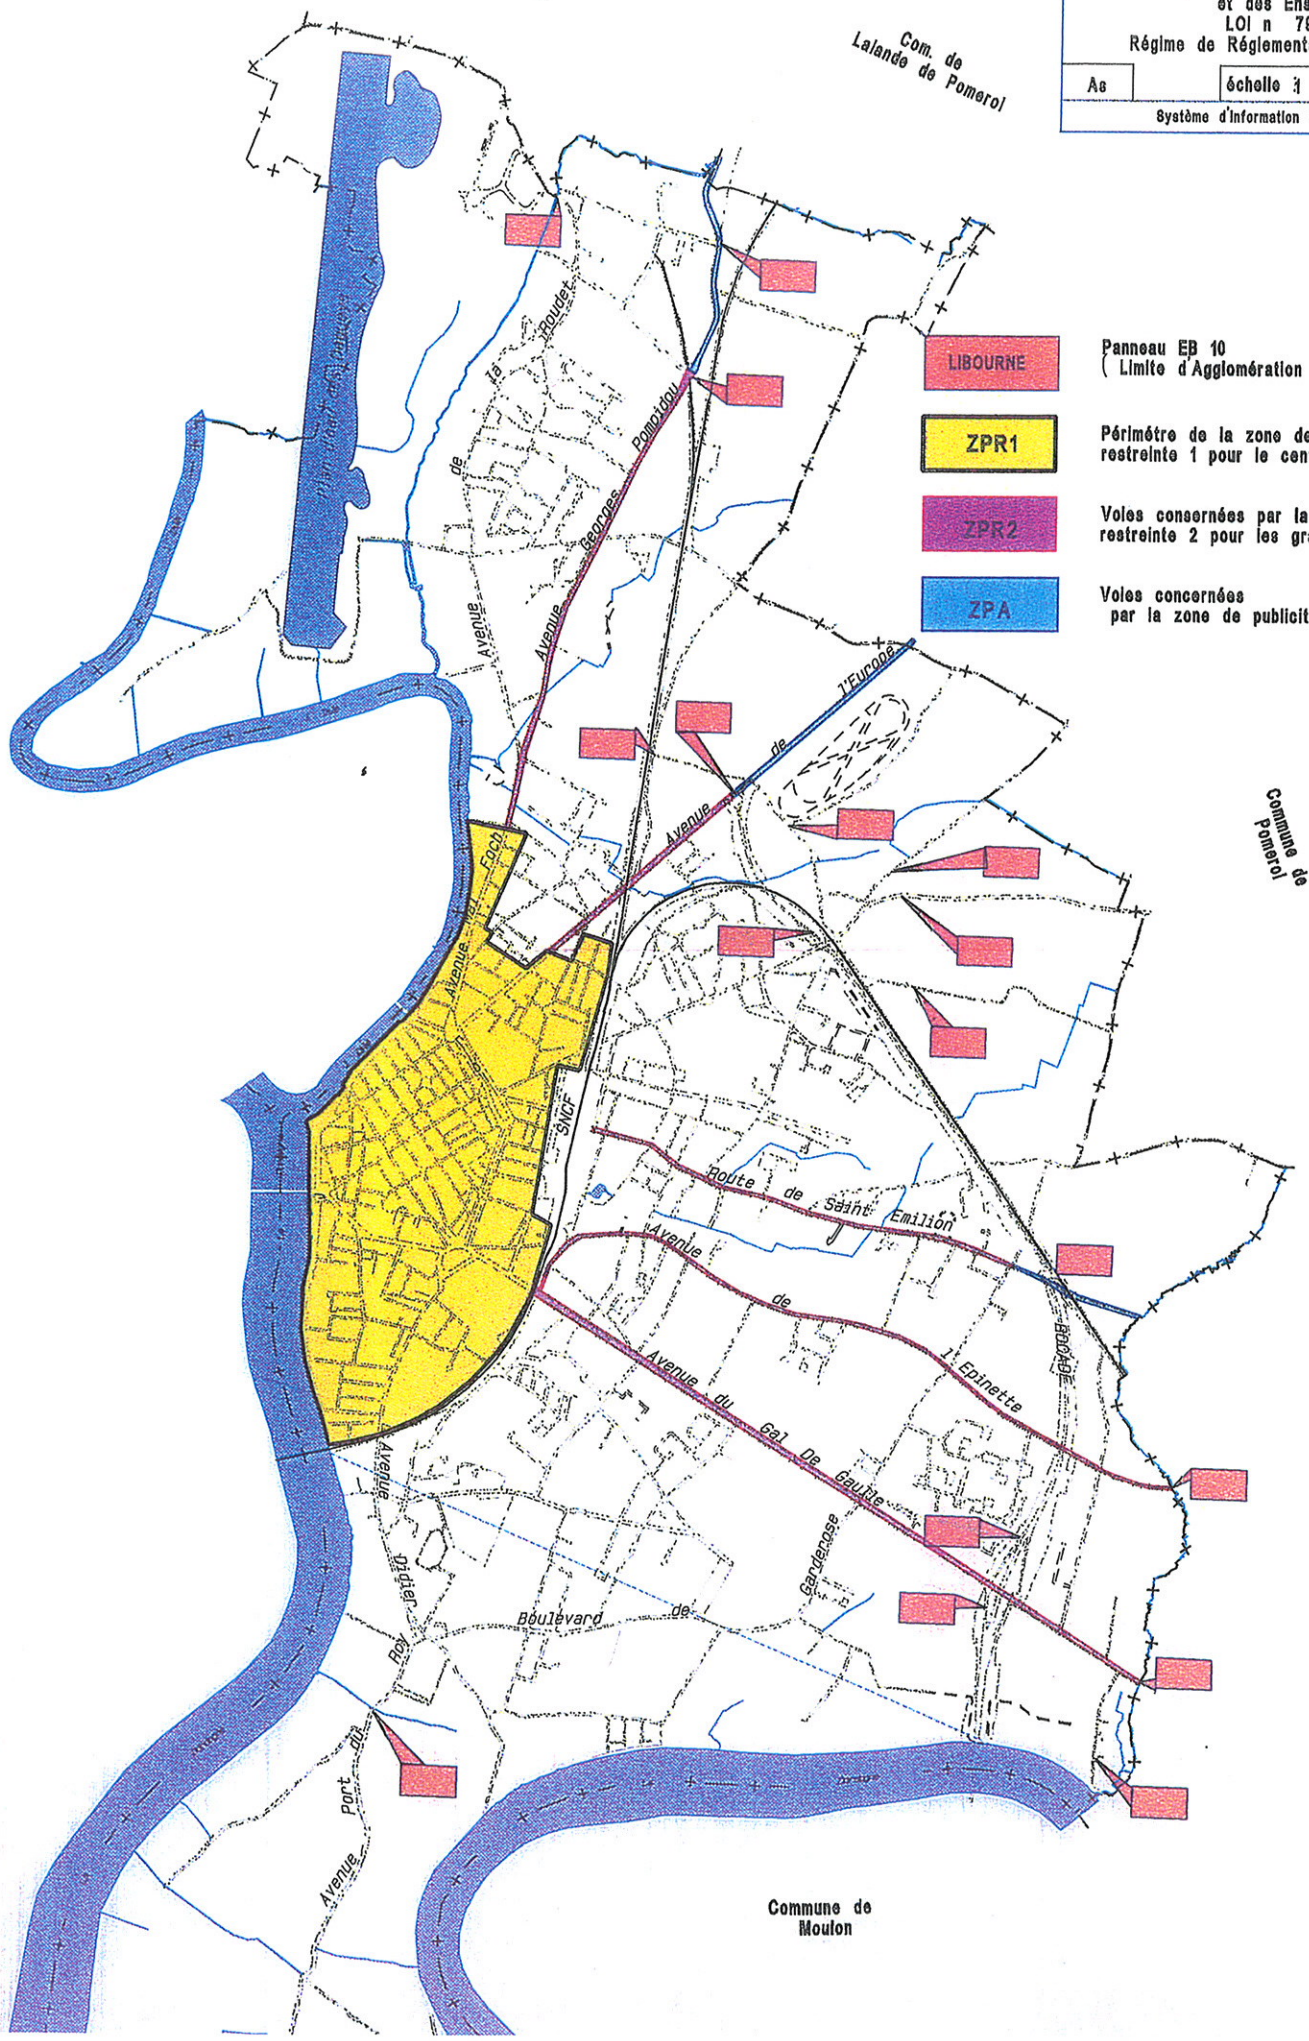 et des Ens
LOI n 79
Régime de Réglement
As
échelle 1
Système d'Information
Com. de
Lalande de Pomerol
LIBOURNE
Panneau EB 10
( Limite d'Agglomération
ZPR1
Périmètre de la zone de
restreinte 1 pour le cen
ZPR2
Voies consernées par la
restreinte 2 pour les gra
ZPA
Voies concernées
par la zone de publicit
Avenue de la Roudet
Avenue Georges Pompidou
Avenue de l'Europe
Commune de
Pomerol
Avenue Foch
SNCF
Route de Saint Emilion
Avenue de l'Epinette
ROCADE
Avenue du Gal De Gaulle
Avenue Didier Roy
Garderose
Boulevard de
Avenue Port du
Commune de
Moulon